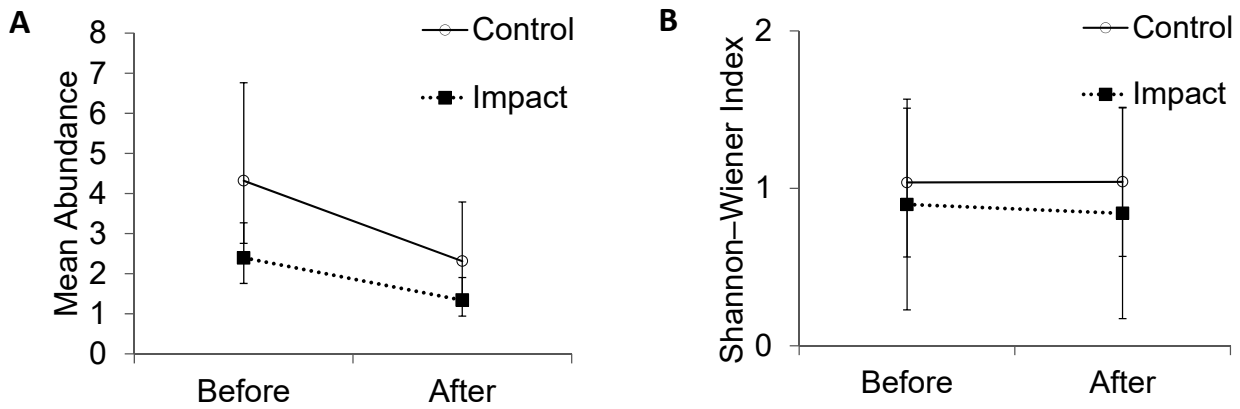 A
Mean Abundance
8
7
6
5
4
3
2
1
0
Control
Impact
Before
After
B
Shannon–Wiener Index
2
1
0
Control
Impact
Before
After